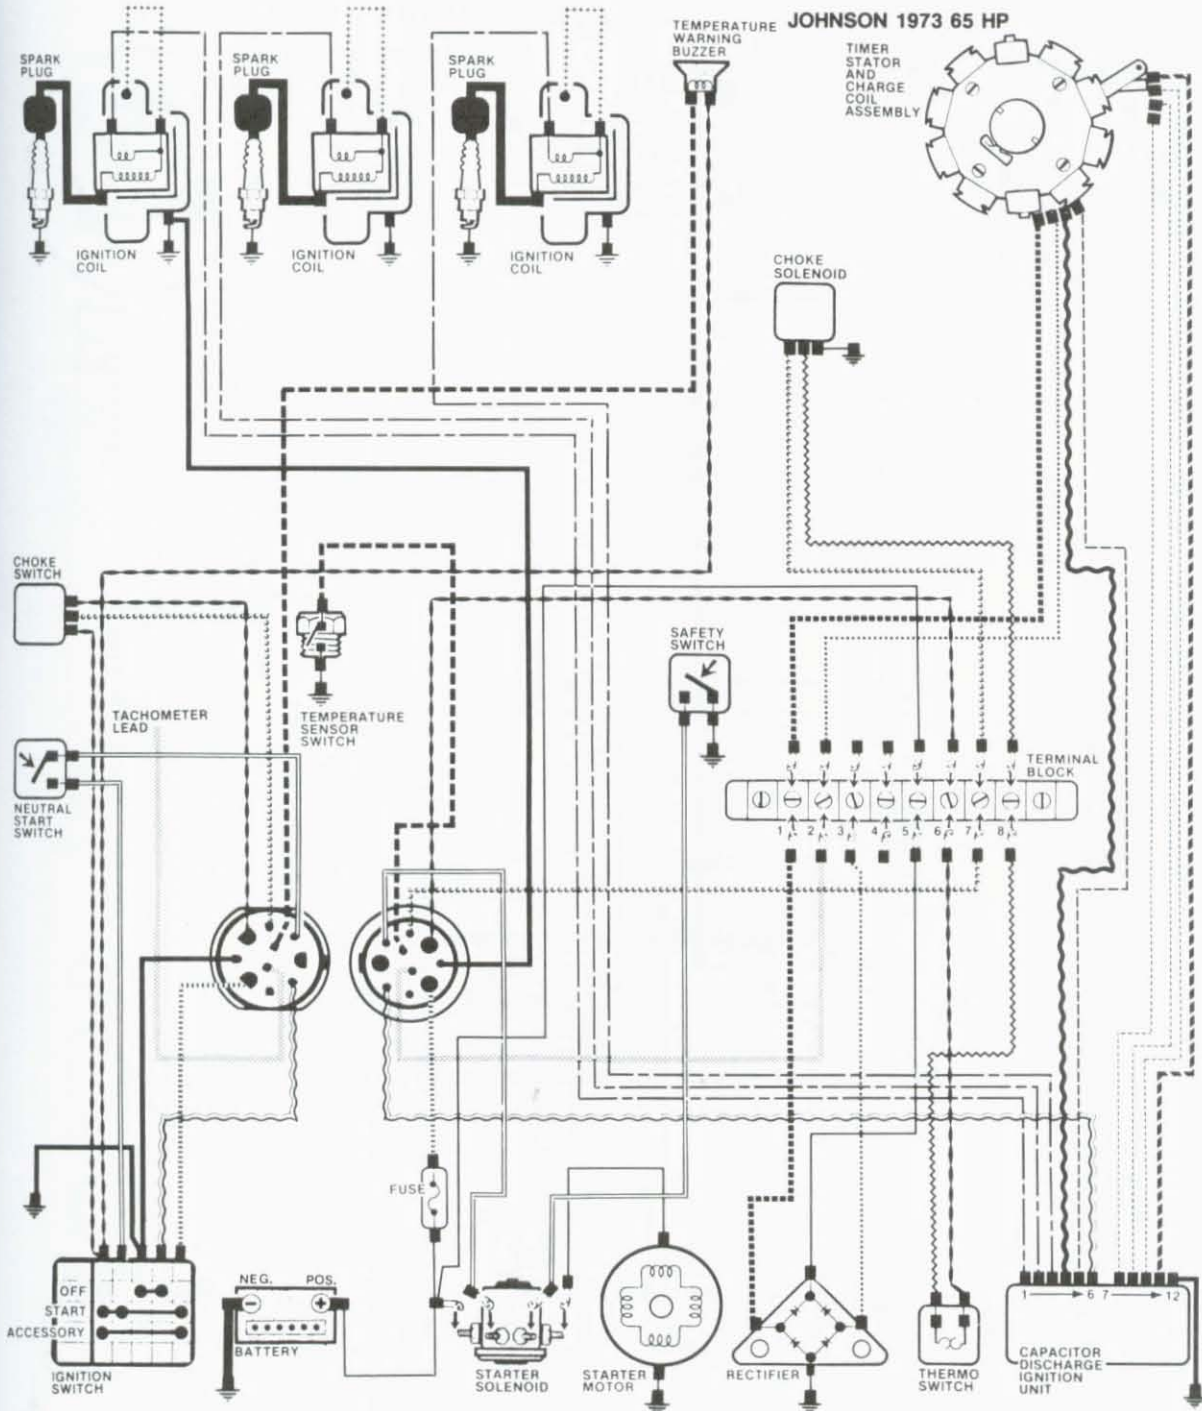 JOHNSON 1973 65 HP
SPARK
PLUG
SPARK
PLUG
SPARK
PLUG
TEMPERATURE
WARNING
BUZZER
TIMER
STATOR
AND
CHARGE
COIL
ASSEMBLY
IGNITION
COIL
IGNITION
COIL
IGNITION
COIL
CHOKE
SOLENOID
CHOKE
SWITCH
SAFETY
SWITCH
TACHOMETER
LEAD
TEMPERATURE
SENSOR
SWITCH
NEUTRAL
START
SWITCH
TERMINAL
BLOCK
1 2 3 4 5 6 7 8
FUSE
OFF
START
ACCESSORY
IGNITION
SWITCH
NEG. POS.
− +
BATTERY
STARTER
SOLENOID
STARTER
MOTOR
RECTIFIER
THERMO
SWITCH
1 → 6 7 → 12
CAPACITOR
DISCHARGE
IGNITION
UNIT